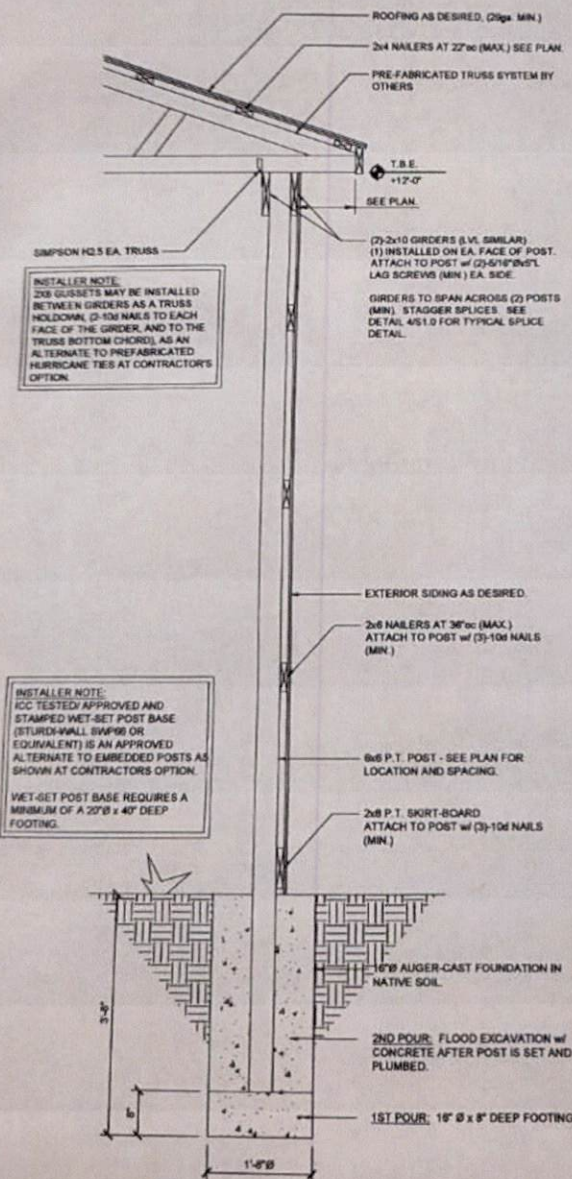 ROOFING AS DESIRED, (29ga. MIN.)
2x4 NAILERS AT 22"oc (MAX.) SEE PLAN.
PRE-FABRICATED TRUSS SYSTEM BY
OTHERS
T.B.E.
+12'-0"
SEE PLAN.
SIMPSON H2.5 EA. TRUSS
(2)-2x10 GIRDERS (LVL SIMILAR)
(1) INSTALLED ON EA. FACE OF POST.
ATTACH TO POST w/ (2)-5/16"Øx5"L
LAG SCREWS (MIN.) EA. SIDE.
GIRDERS TO SPAN ACROSS (2) POSTS
(MIN). STAGGER SPLICES. SEE
DETAIL 4/S1.0 FOR TYPICAL SPLICE
DETAIL.
INSTALLER NOTE:
2X6 GUSSETS MAY BE INSTALLED
BETWEEN GIRDERS AS A TRUSS
HOLDOWN, (2-10d NAILS TO EACH
FACE OF THE GIRDER, AND TO THE
TRUSS BOTTOM CHORD), AS AN
ALTERNATE TO PREFABRICATED
HURRICANE TIES AT CONTRACTOR'S
OPTION.
EXTERIOR SIDING AS DESIRED.
2x6 NAILERS AT 36"oc (MAX.)
ATTACH TO POST w/ (3)-10d NAILS
(MIN.)
INSTALLER NOTE:
ICC TESTED/ APPROVED AND
STAMPED WET-SET POST BASE
(STURDI-WALL SWP66 OR
EQUIVALENT) IS AN APPROVED
ALTERNATE TO EMBEDDED POSTS AS
SHOWN AT CONTRACTORS OPTION.
WET-SET POST BASE REQUIRES A
MINIMUM OF A 20"Ø x 40" DEEP
FOOTING.
6x6 P.T. POST - SEE PLAN FOR
LOCATION AND SPACING.
2x8 P.T. SKIRT-BOARD
ATTACH TO POST w/ (3)-10d NAILS
(MIN.)
AUGER-CAST FOUNDATION IN
NATIVE SOIL.
2ND POUR: FLOOD EXCAVATION w/
CONCRETE AFTER POST IS SET AND
PLUMBED.
8"
1ST POUR: Ø x 8" DEEP FOOTING